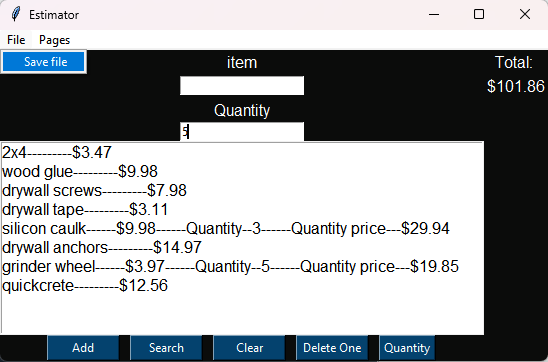 Estimator
File Pages
Save file
item
Total:
$101.86
Quantity
5
2x4---------$3.47
wood glue---------$9.98
drywall screws---------$7.98
drywall tape---------$3.11
silicon caulk------$9.98------Quantity--3------Quantity price---$29.94
drywall anchors---------$14.97
grinder wheel------$3.97------Quantity--5------Quantity price---$19.85
quickcrete---------$12.56
Add Search Clear Delete One Quantity